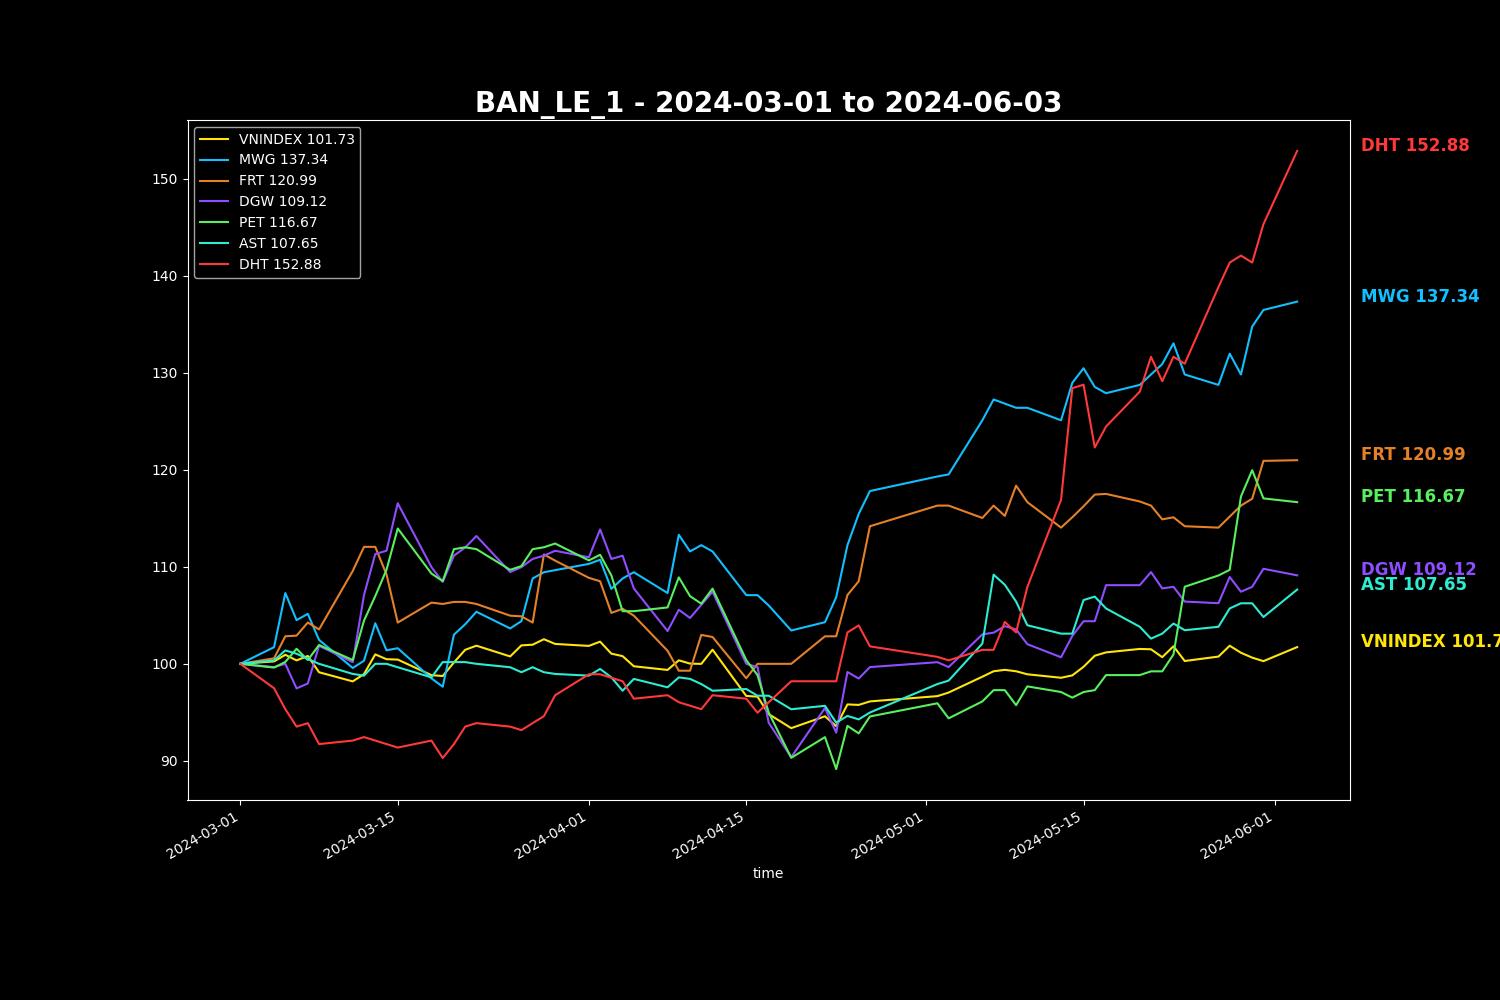 BAN_LE_1 - 2024-03-01 to 2024-06-03
VNINDEX 101.73
MWG 137.34
FRT 120.99
DGW 109.12
PET 116.67
AST 107.65
DHT 152.88
150
140
130
120
110
100
90
DHT 152.88
MWG 137.34
FRT 120.99
PET 116.67
DGW 109.12
AST 107.65
VNINDEX 101.7
2024-03-01
2024-03-15
2024-04-01
2024-04-15
2024-05-01
2024-05-15
2024-06-01
time